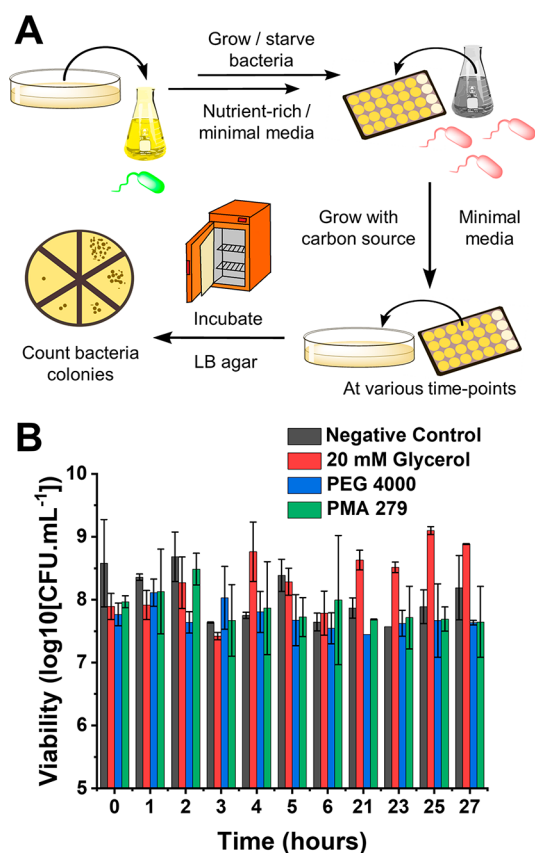 A
Grow / starve
bacteria
Nutrient-rich /
minimal media
Grow with
carbon source
Minimal
media
Incubate
LB agar
Count bacteria
colonies
At various time-points
B
Negative Control
20 mM Glycerol
PEG 4000
PMA 279
Viability (log10[CFU.mL⁻¹])
10
9
8
7
6
5
0 1 2 3 4 5 6 21 23 25 27
Time (hours)